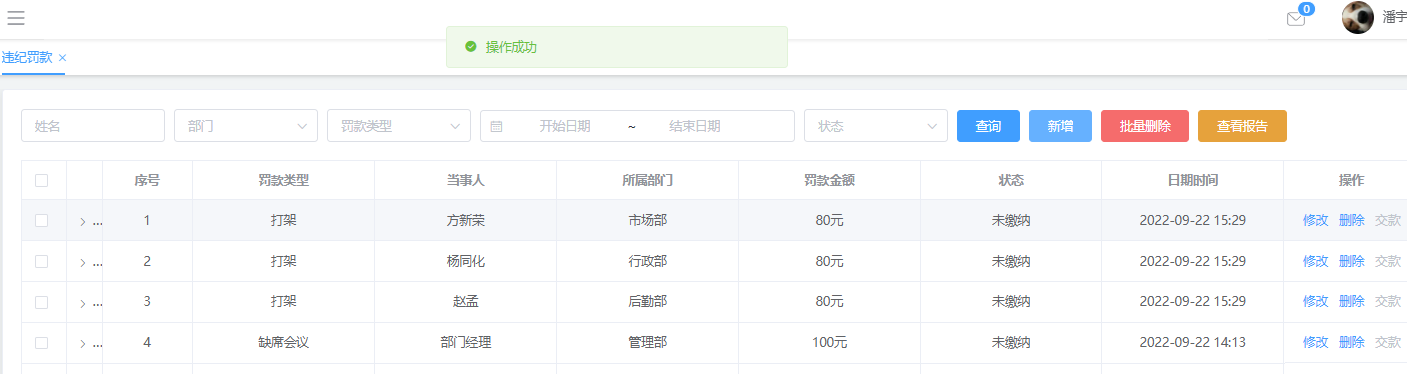 0
潘宇
违纪罚款 ×
操作成功
姓名 部门 罚款类型 开始日期 ~ 结束日期 状态 查询 新增 批量删除 查看报告
序号 罚款类型 当事人 所属部门 罚款金额 状态 日期时间 操作
... 1 打架 方新荣 市场部 80元 未缴纳 2022-09-22 15:29 修改 删除 交款
... 2 打架 杨同化 行政部 80元 未缴纳 2022-09-22 15:29 修改 删除 交款
... 3 打架 赵孟 后勤部 80元 未缴纳 2022-09-22 15:29 修改 删除 交款
... 4 缺席会议 部门经理 管理部 100元 未缴纳 2022-09-22 14:13 修改 删除 交款